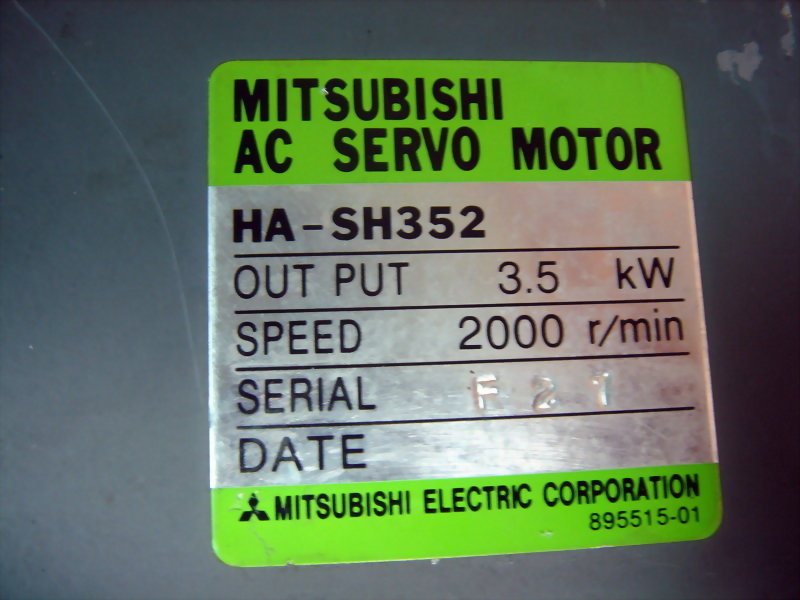 MITSUBISHI
AC SERVO MOTOR
HA-SH352
OUT PUT 3.5 kW
SPEED 2000 r/min
SERIAL F 2 1
DATE
MITSUBISHI ELECTRIC CORPORATION
895515-01